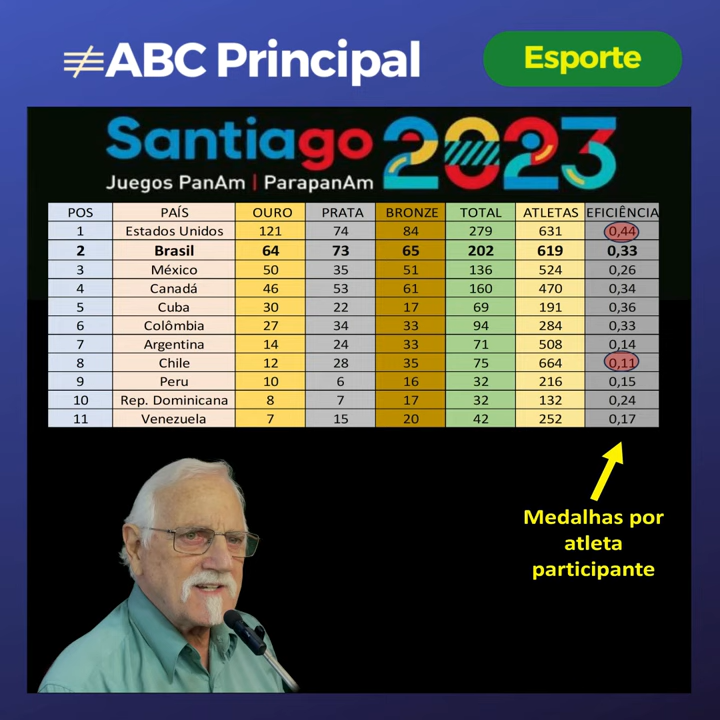 ≠ABC Principal
Esporte
Santiago 2023
Juegos PanAm | ParapanAm
POS PAÍS OURO PRATA BRONZE TOTAL ATLETAS EFICIÊNCIA
1 Estados Unidos 121 74 84 279 631 0,44
2 Brasil 64 73 65 202 619 0,33
3 México 50 35 51 136 524 0,26
4 Canadá 46 53 61 160 470 0,34
5 Cuba 30 22 17 69 191 0,36
6 Colômbia 27 34 33 94 284 0,33
7 Argentina 14 24 33 71 508 0,14
8 Chile 12 28 35 75 664 0,11
9 Peru 10 6 16 32 216 0,15
10 Rep. Dominicana 8 7 17 32 132 0,24
11 Venezuela 7 15 20 42 252 0,17
Medalhas por
atleta
participante